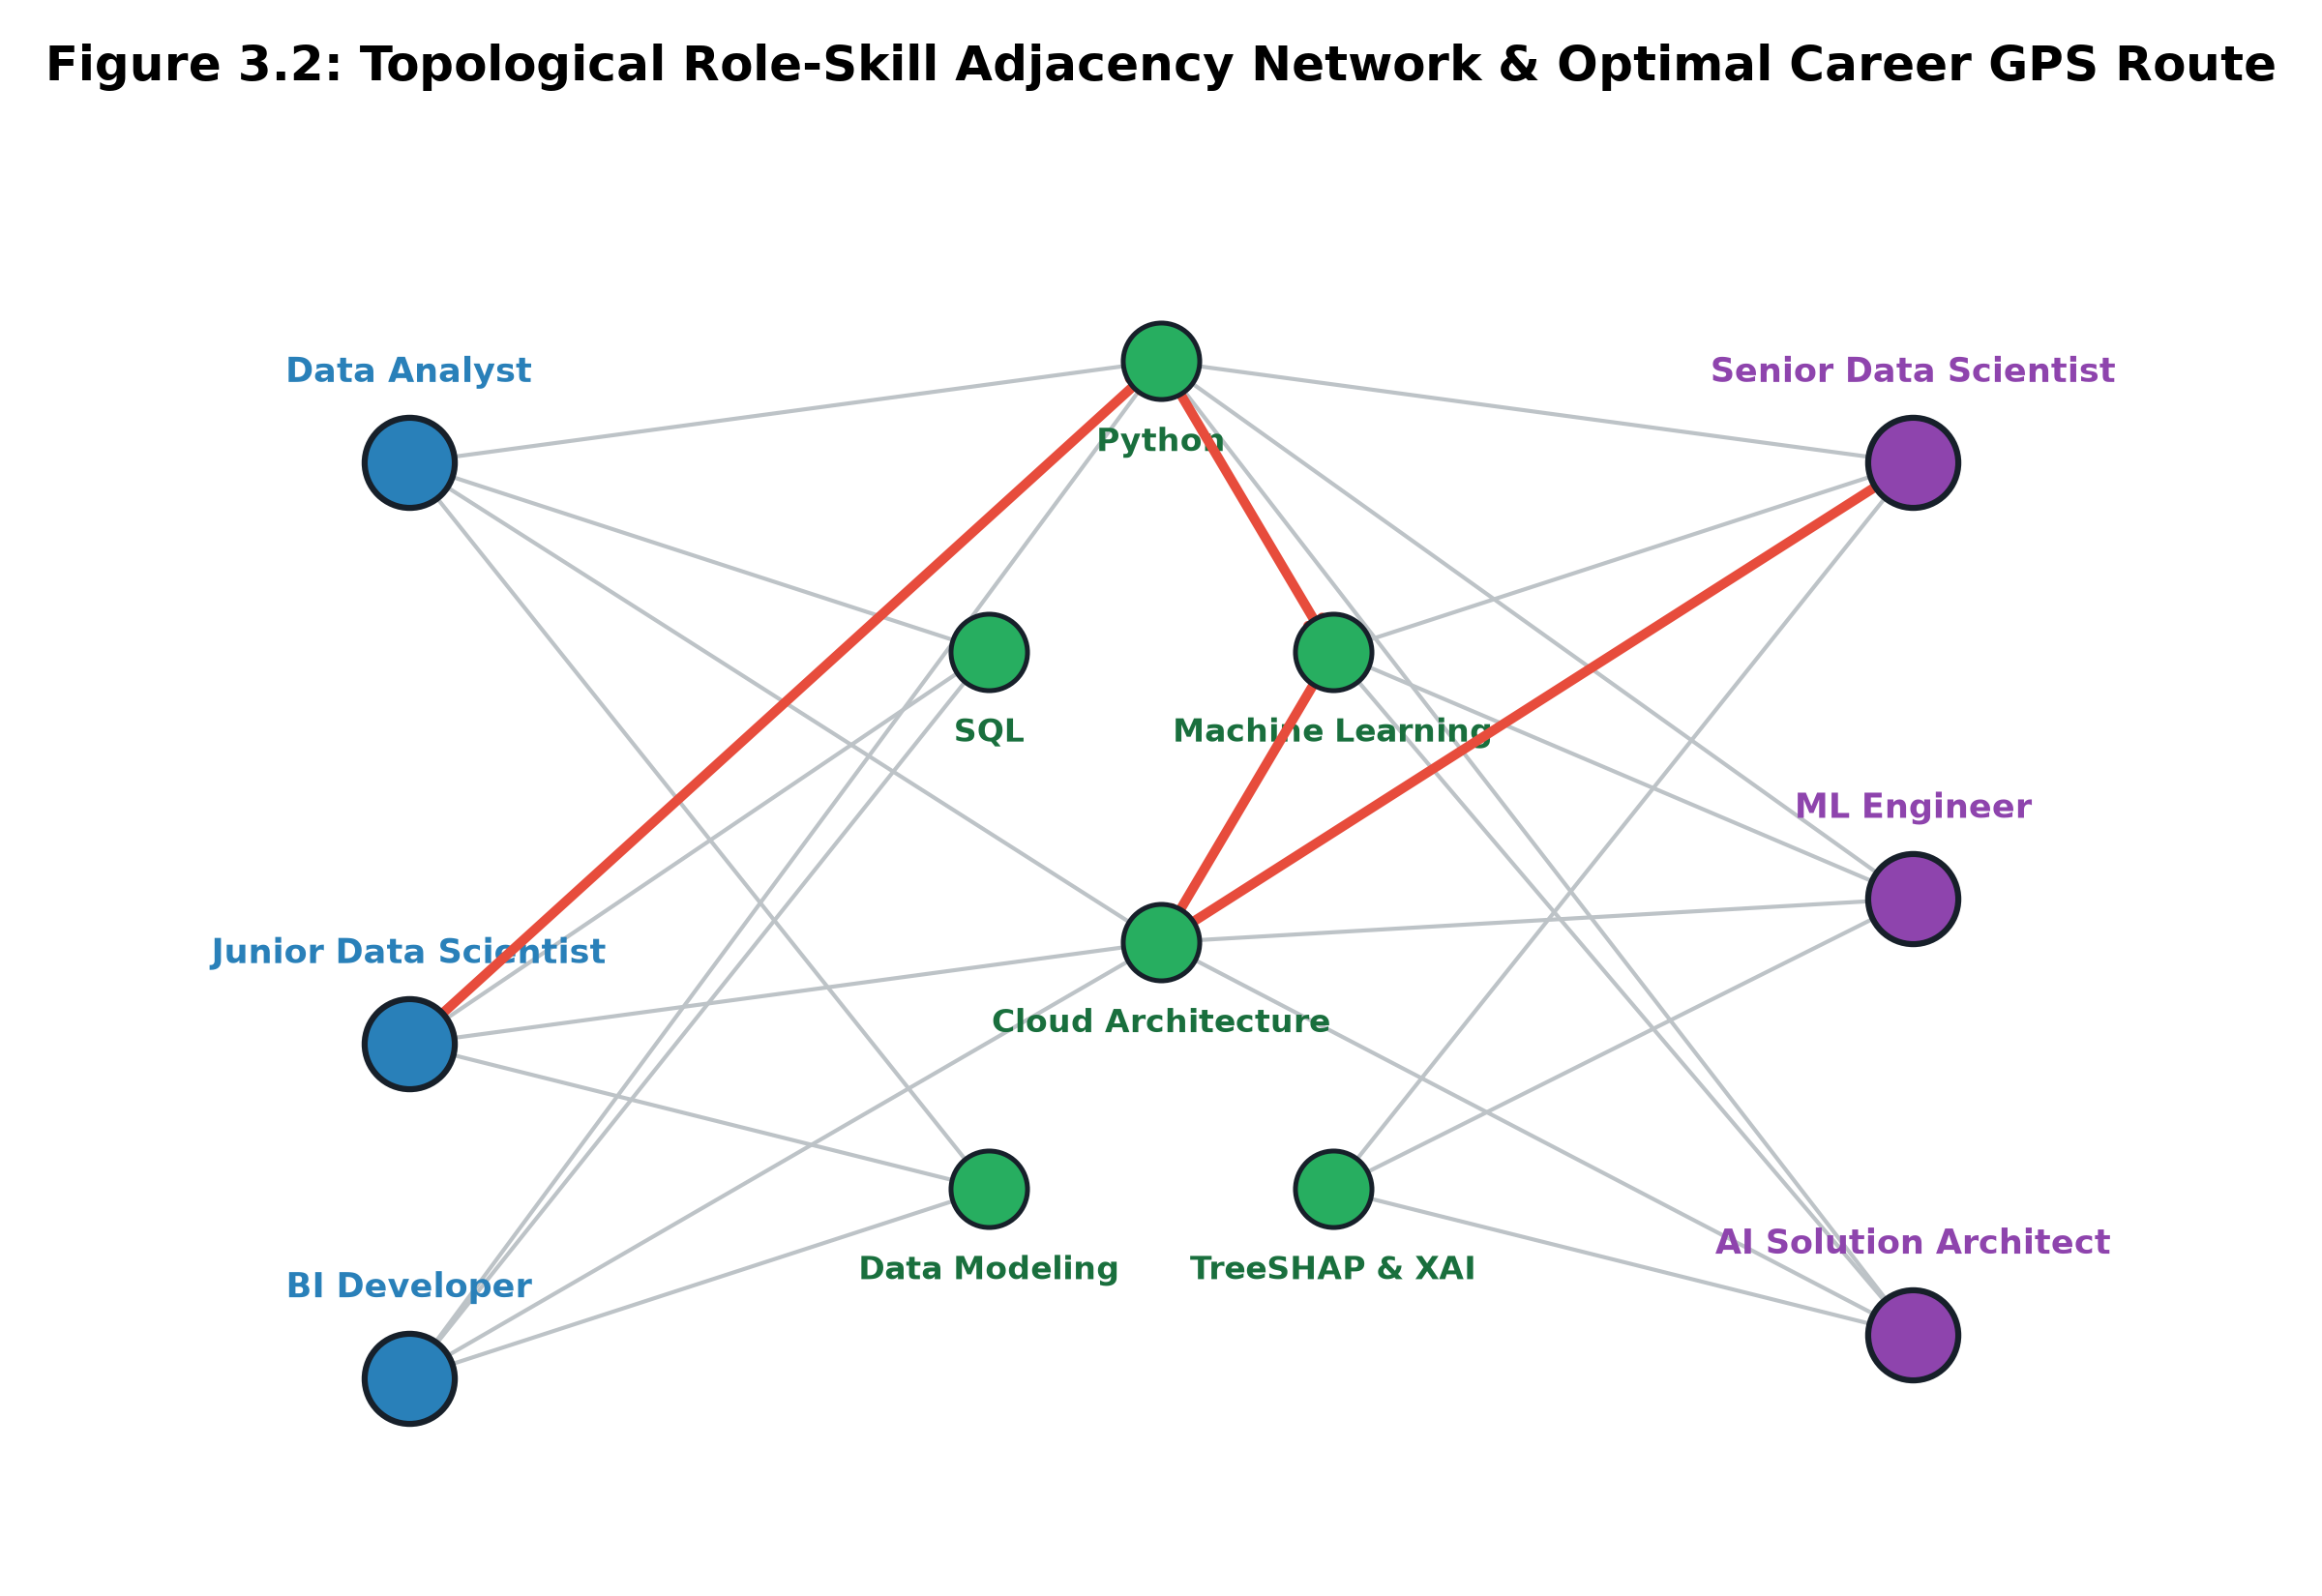 Figure 3.2: Topological Role-Skill Adjacency Network & Optimal Career GPS Route
Data Analyst
Senior Data Scientist
Python
SQL
Machine Learning
ML Engineer
Junior Data Scientist
Cloud Architecture
AI Solution Architect
Data Modeling
TreeSHAP & XAI
BI Developer